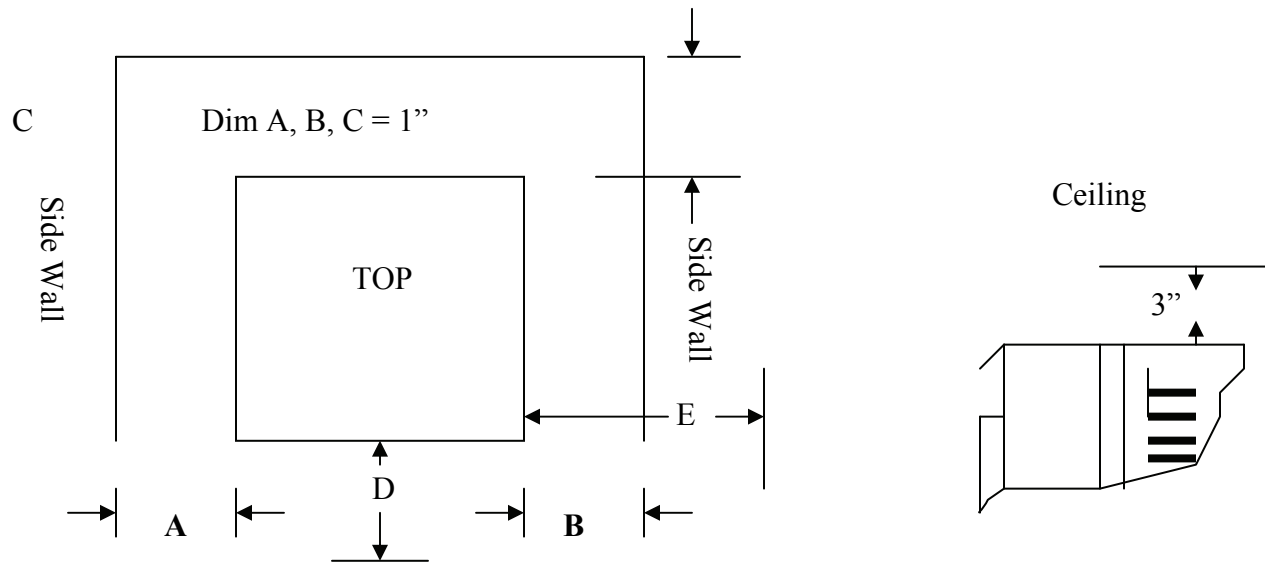 C
Dim A, B, C = 1”
Side Wall
TOP
Side Wall
E
D
A
B
Ceiling
3”